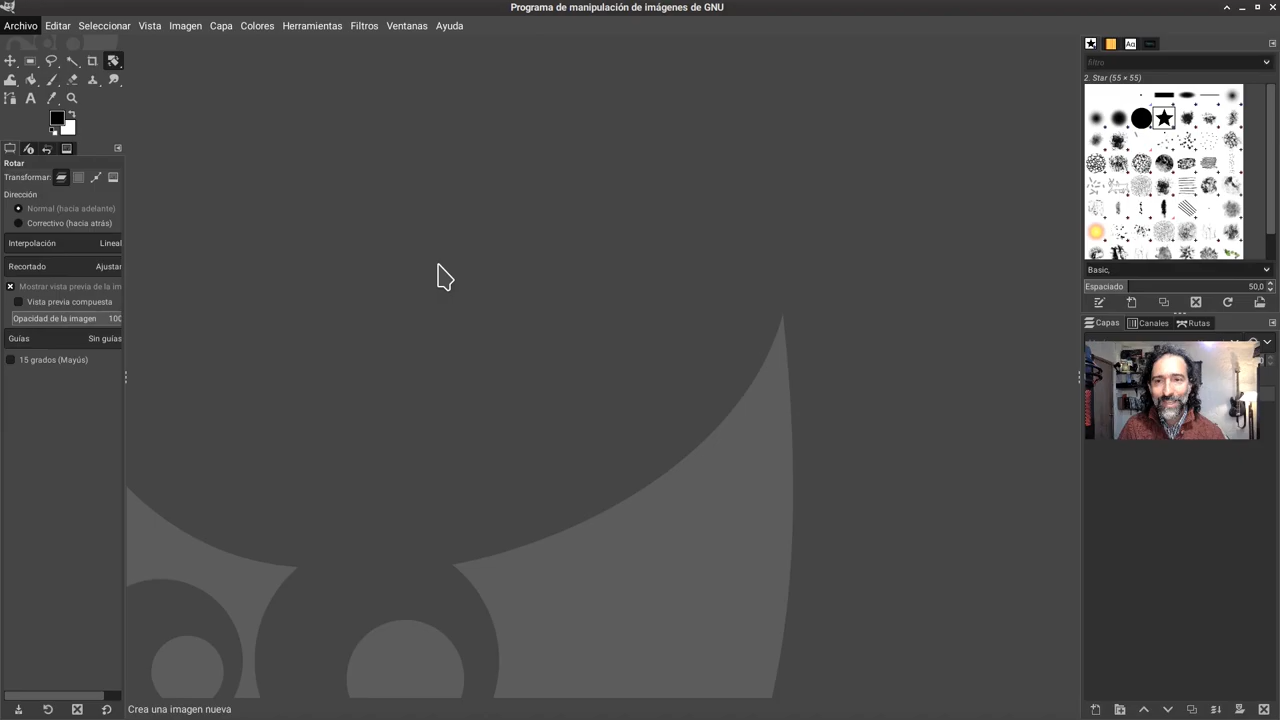 Programa de manipulación de imágenes de GNU
Archivo Editar Seleccionar Vista Imagen Capa Colores Herramientas Filtros Ventanas Ayuda
filtro
2. Star (55 × 55)
Rotar
Transformar:
Dirección
Normal (hacia adelante)
Correctivo (hacia atrás)
Interpolación Lineal
Recortado Ajustar
Mostrar vista previa de la im
Vista previa compuesta
Opacidad de la imagen 100
Guías Sin guías
15 grados (Mayús)
Basic,
Espaciado 50,0
Capas Canales Rutas
Crea una imagen nueva